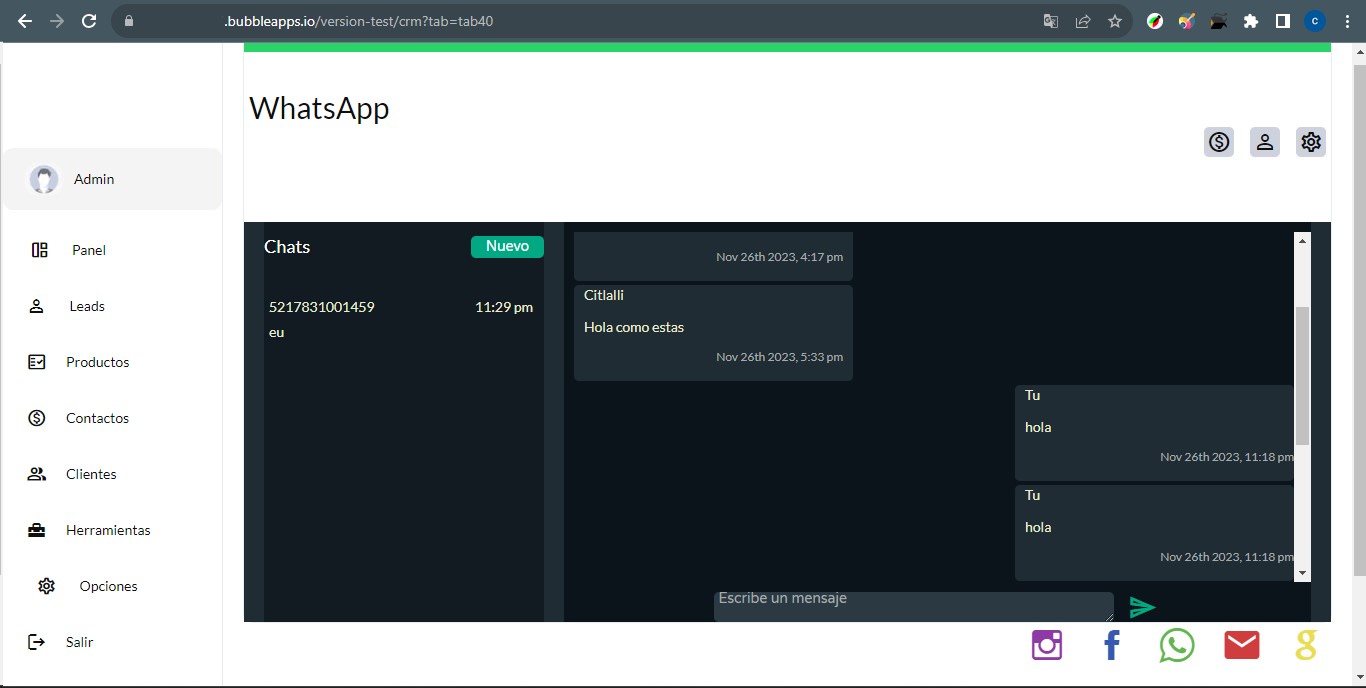 .bubbleapps.io/version-test/crm?tab=tab40
C
WhatsApp
Admin
Panel
Leads
Productos
Contactos
Clientes
Herramientas
Opciones
Salir
Chats
Nuevo
5217831001459
11:29 pm
eu
Nov 26th 2023, 4:17 pm
Citlalli
Hola como estas
Nov 26th 2023, 5:33 pm
Tu
hola
Nov 26th 2023, 11:18 pm
Tu
hola
Nov 26th 2023, 11:18 pm
Escribe un mensaje